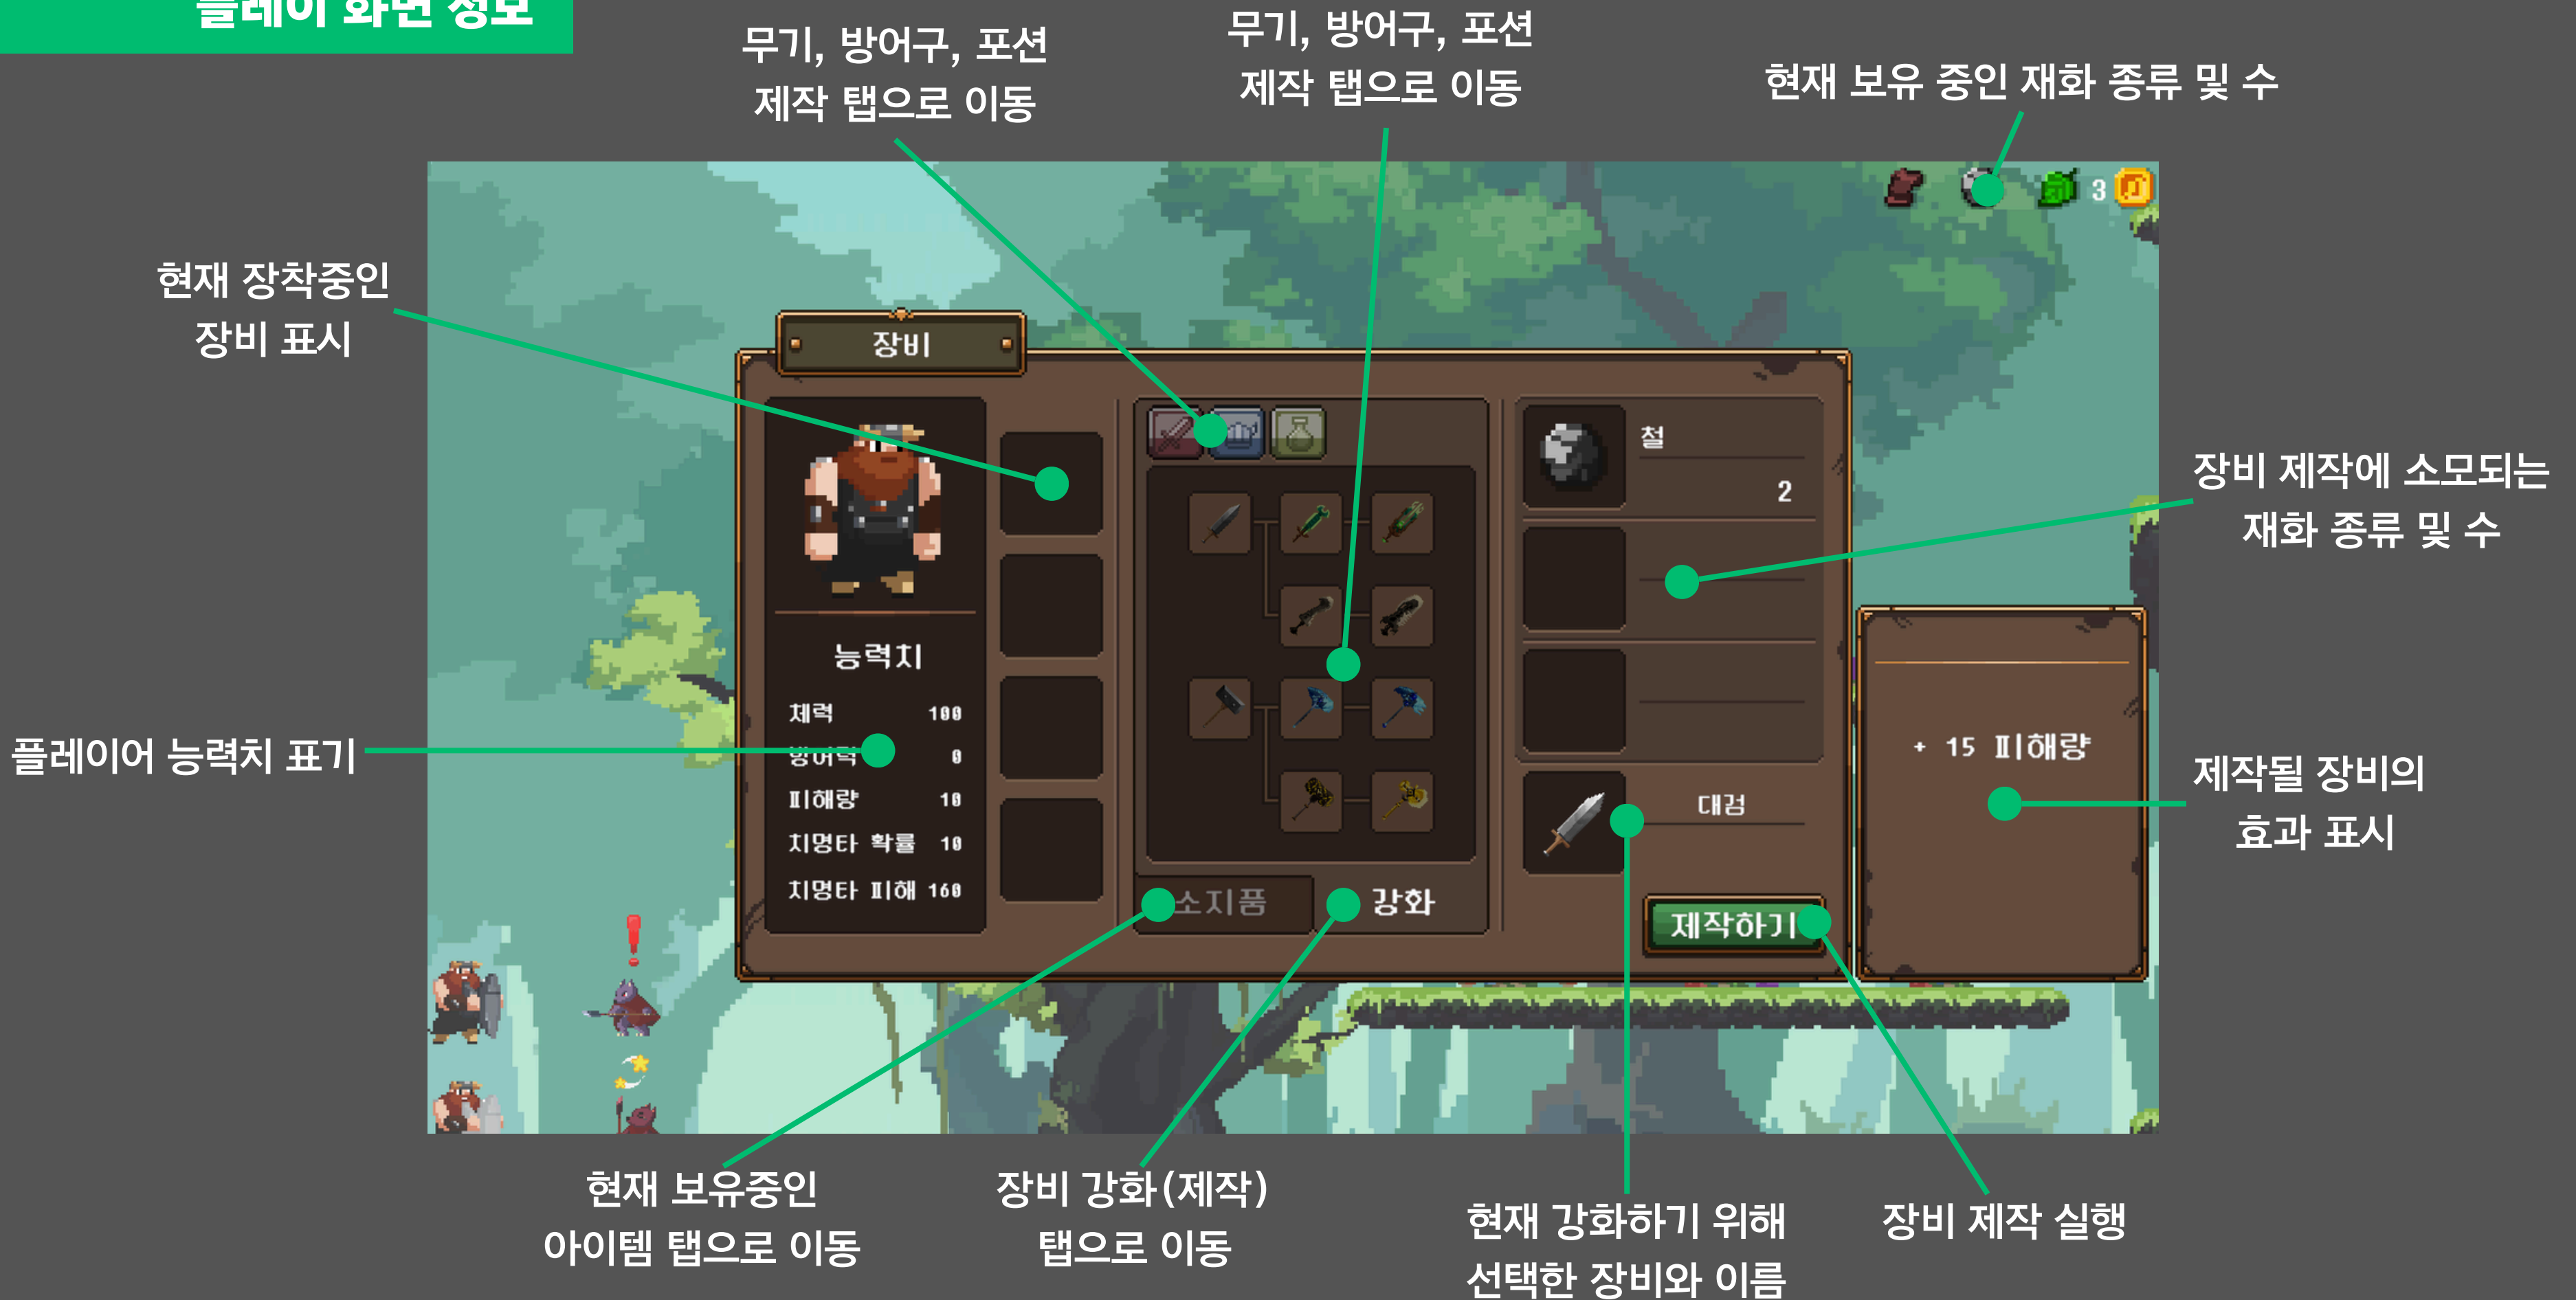 플레이 화면 정보
무기, 방어구, 포션
제작 탭으로 이동
무기, 방어구, 포션
제작 탭으로 이동
현재 보유 중인 재화 종류 및 수
3
현재 장착중인
장비 표시
장비
철
2
장비 제작에 소모되는
재화 종류 및 수
능력치
체력 100
방어력 0
피해량 10
치명타 확률 10
치명타 피해 160
플레이어 능력치 표기
+ 15 피해량
제작될 장비의
효과 표시
대검
소지품
강화
제작하기
현재 보유중인
아이템 탭으로 이동
장비 강화(제작)
탭으로 이동
현재 강화하기 위해
선택한 장비와 이름
장비 제작 실행